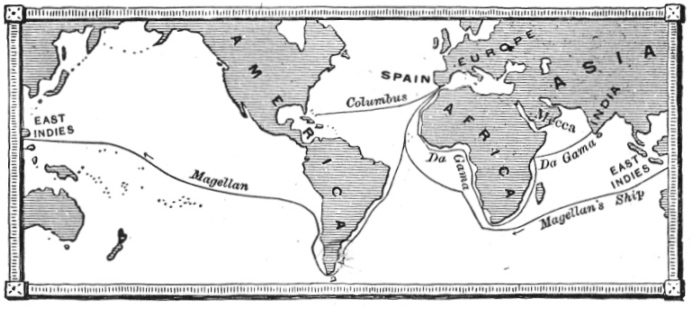 AMERICA
EUROPE
ASIA
SPAIN
Columbus
AFRICA
Mecca
INDIA
EAST
INDIES
Da Gama
Da Gama
EAST
INDIES
Magellan
Magellan's Ship